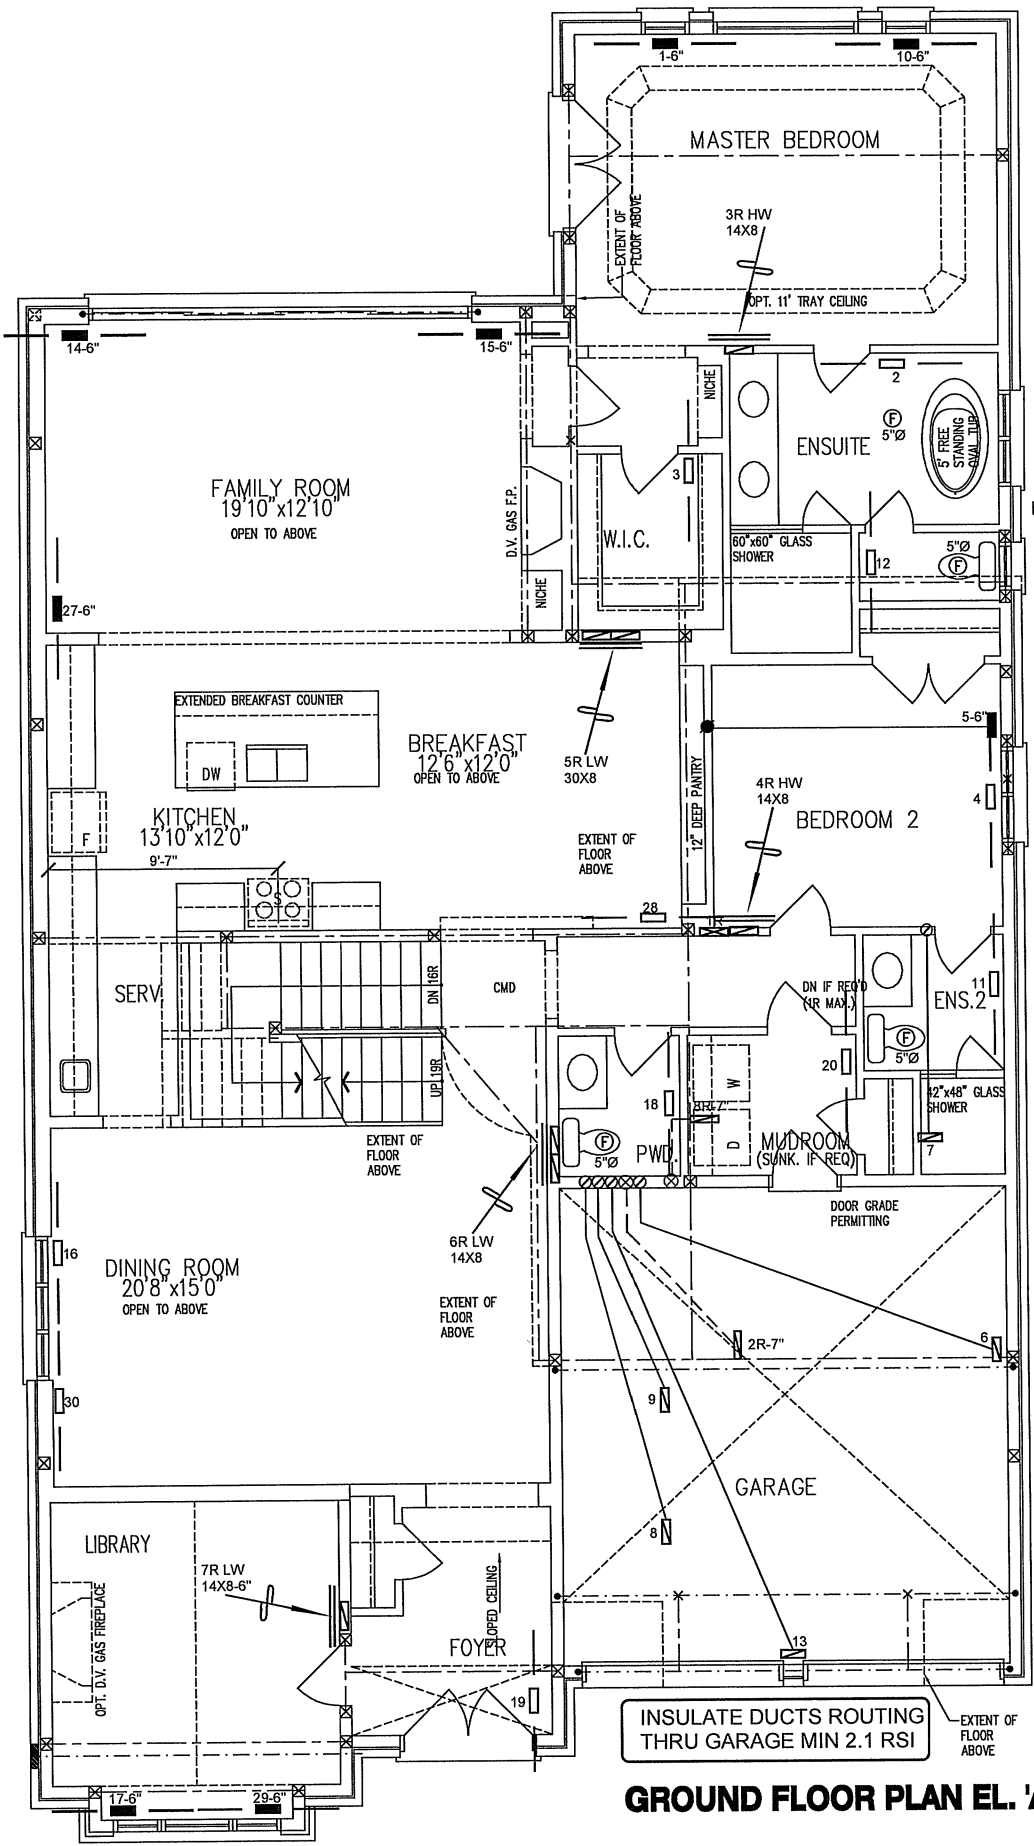 1-6"
10-6"
MASTER BEDROOM
EXTENT OF
FLOOR ABOVE
3R HW
14X8
OPT. 11' TRAY CEILING
14-6"
15-6"
NICHE
2
F
5"Ø
ENSUITE
5' FREE
STANDING
OVAL TUB
FAMILY ROOM
19'10"x12'10"
OPEN TO ABOVE
D.V. GAS F.P.
3
W.I.C.
60"x60" GLASS
SHOWER
12
5"Ø
F
NICHE
27-6"
EXTENDED BREAKFAST COUNTER
DW
BREAKFAST
12'6"x12'0"
OPEN TO ABOVE
5R LW
30X8
5-6"
12" DEEP PANTRY
4R HW
14X8
4
BEDROOM 2
KITCHEN
13'10"x12'0"
F
9'-7"
S
EXTENT OF
FLOOR
ABOVE
28
SERV
DN 16R
CMD
DN IF REQ'D
(1R MAX.)
11
ENS.2
F
5"Ø
UP 19R
20
18
W
8R-7"
D
42"x48" GLASS
SHOWER
EXTENT OF
FLOOR
ABOVE
F
5"Ø
PWD.
MUDROOM
(SUNK. IF REQ)
7
DOOR GRADE
PERMITTING
6R LW
14X8
16
DINING ROOM
20'8"x15'0"
OPEN TO ABOVE
EXTENT OF
FLOOR
ABOVE
2R-7"
6
9
30
GARAGE
8
LIBRARY
7R LW
14X8-6"
OPT. D.V. GAS FIREPLACE
SLOPED CEILING
FOYER
13
19
INSULATE DUCTS ROUTING
THRU GARAGE MIN 2.1 RSI
EXTENT OF
FLOOR
ABOVE
17-6"
29-6"
GROUND FLOOR PLAN EL. '